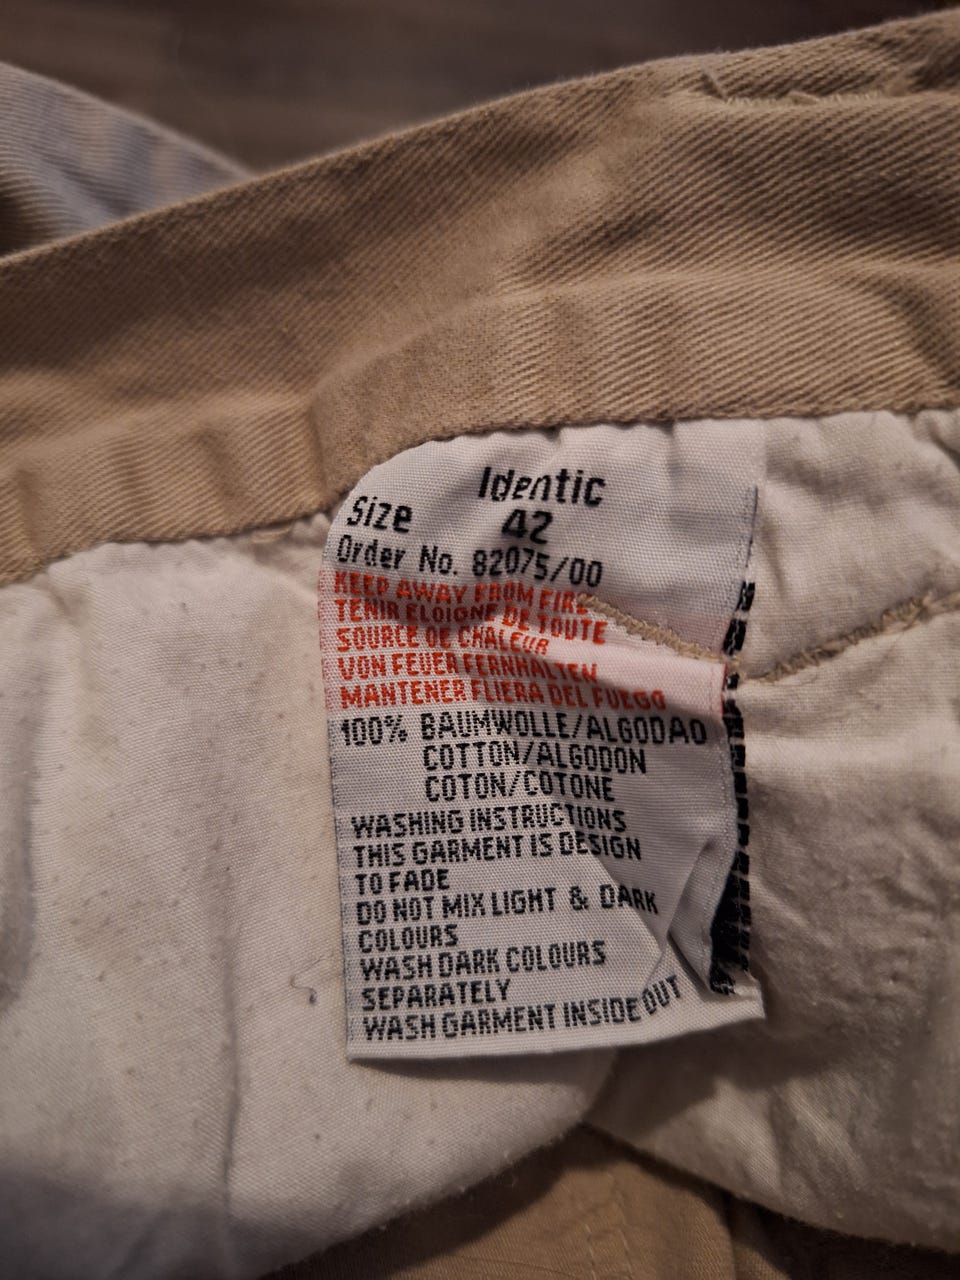 Identic
Size 42
Order No. 82075/00
KEEP AWAY FROM FIRE
TENIR ELOIGNE DE TOUTE
SOURCE DE CHALEUR
VON FEUER FERNHALTEN
MANTENER FLIERA DEL FUEGO
100% BAUMWOLLE/ALGODAO
COTTON/ALGODON
COTON/COTONE
WASHING INSTRUCTIONS
THIS GARMENT IS DESIGN
TO FADE
DO NOT MIX LIGHT & DARK
COLOURS
WASH DARK COLOURS
SEPARATELY
WASH GARMENT INSIDE OUT